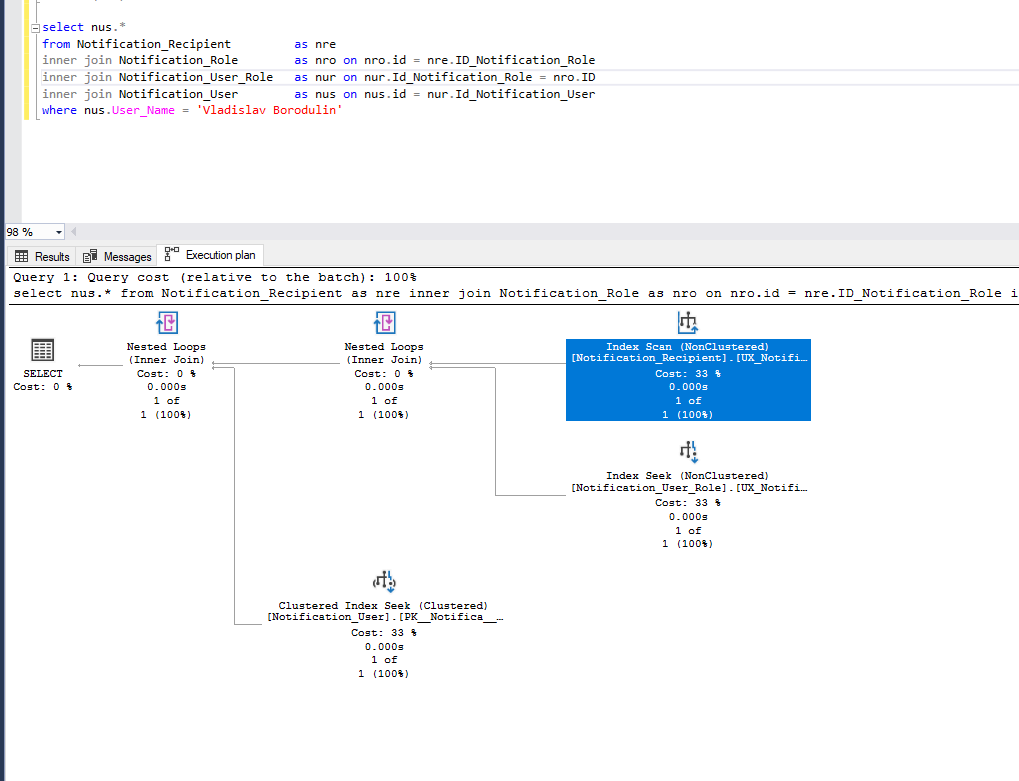 select nus.*
from Notification_Recipient as nre
inner join Notification_Role as nro on nro.id = nre.ID_Notification_Role
inner join Notification_User_Role as nur on nur.Id_Notification_Role = nro.ID
inner join Notification_User as nus on nus.id = nur.Id_Notification_User
where nus.User_Name = 'Vladislav Borodulin'
98 %
Results Messages Execution plan
Query 1: Query cost (relative to the batch): 100%
select nus.* from Notification_Recipient as nre inner join Notification_Role as nro on nro.id = nre.ID_Notification_Role i
SELECT
Cost: 0 %
Nested Loops
(Inner Join)
Cost: 0 %
0.000s
1 of
1 (100%)
Nested Loops
(Inner Join)
Cost: 0 %
0.000s
1 of
1 (100%)
Index Scan (NonClustered)
[Notification_Recipient].[UX_Notifi…
Cost: 33 %
0.000s
1 of
1 (100%)
Index Seek (NonClustered)
[Notification_User_Role].[UX_Notifi…
Cost: 33 %
0.000s
1 of
1 (100%)
Clustered Index Seek (Clustered)
[Notification_User].[PK__Notifica__…
Cost: 33 %
0.000s
1 of
1 (100%)